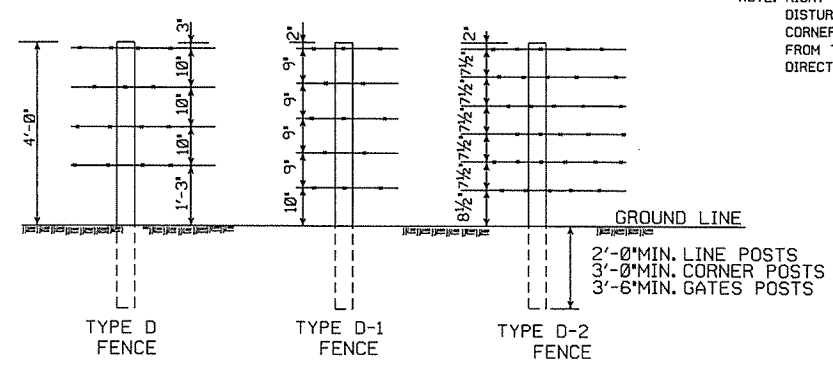 NOTE: RIGHT
DISTUR
CORNER
FROM
DIRECT
4'-0"
3"
10"
10"
10"
1'-3"
2"
9"
9"
9"
9"
10"
2"
7½"
7½"
7½"
7½"
7½"
8½"
GROUND LINE
2'-0"MIN. LINE POSTS
3'-0"MIN. CORNER POSTS
3'-6"MIN. GATES POSTS
TYPE D
FENCE
TYPE D-1
FENCE
TYPE D-2
FENCE